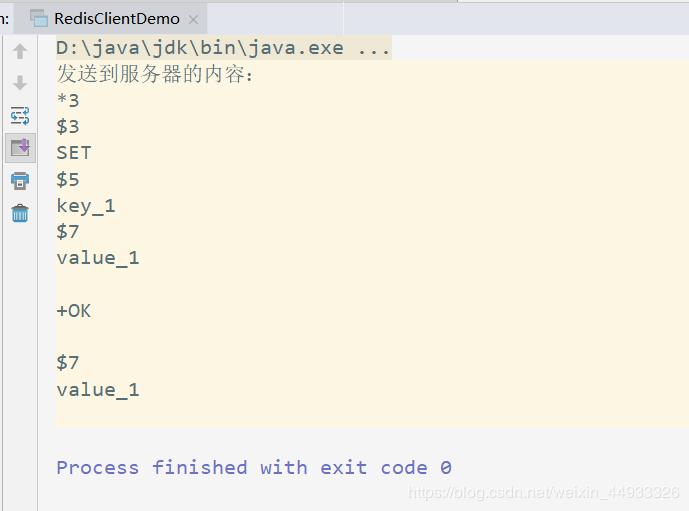 n:
RedisClientDemo
D:\java\jdk\bin\java.exe ...
发送到服务器的内容：
*3
$3
SET
$5
key_1
$7
value_1
+OK
$7
value_1
Process finished with exit code 0
https://blog.csdn.net/weixin_44933326